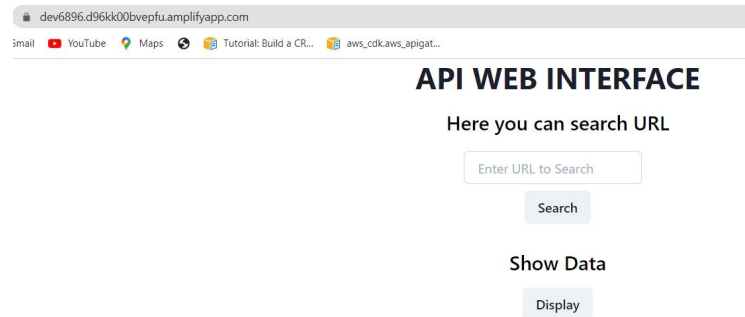 dev6896.d96kk00bvepfu.amplifyapp.com
Gmail YouTube Maps Tutorial: Build a CR... aws_cdk.aws_apigat...
API WEB INTERFACE
Here you can search URL
Enter URL to Search
Search
Show Data
Display